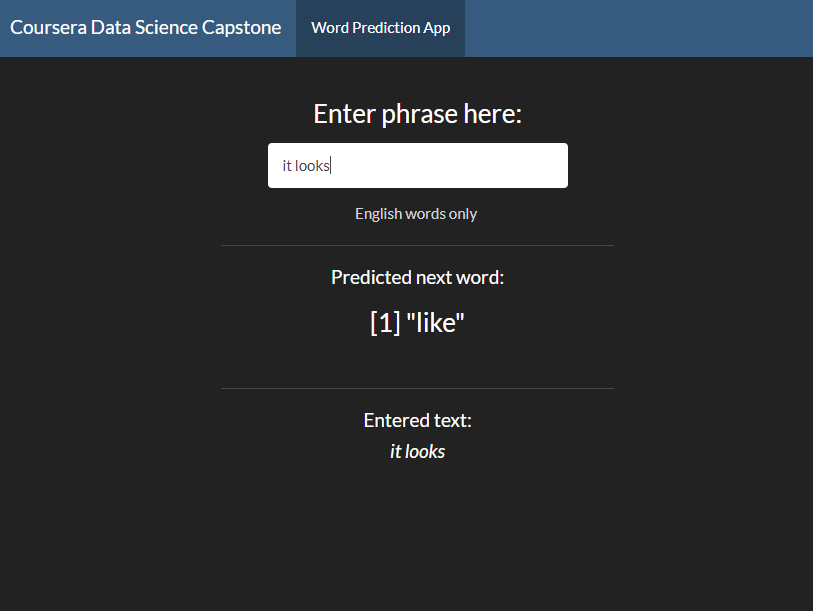 Coursera Data Science Capstone
Word Prediction App
Enter phrase here:
it looks
English words only
Predicted next word:
[1] "like"
Entered text:
it looks